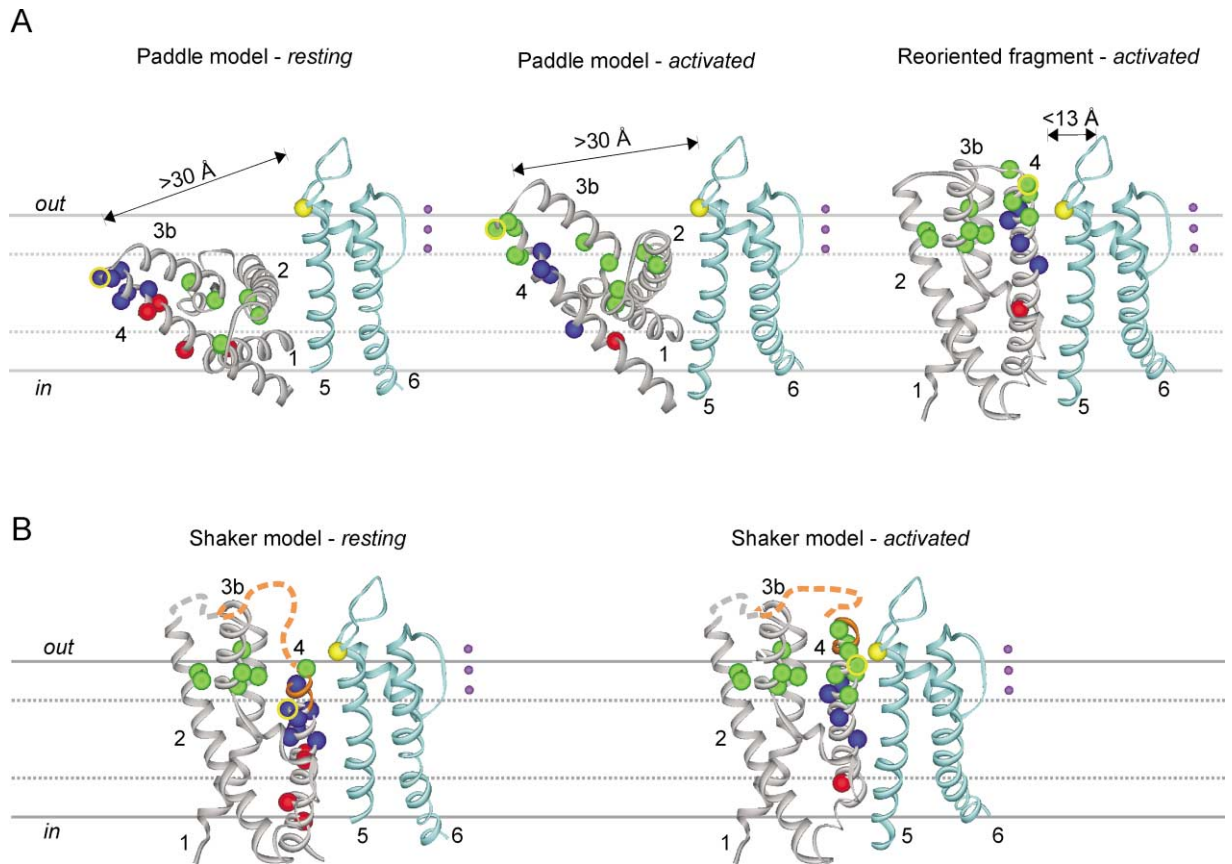 A
Paddle model - resting
Paddle model - activated
Reoriented fragment - activated
>30 Å
>30 Å
<13 Å
3b
3b
3b
4
out
2
2
2
4
4
1
1
1
in
5
6
5
6
5
6
B
Shaker model - resting
Shaker model - activated
3b
3b
out
4
4
2
2
in
1
5
6
1
5
6